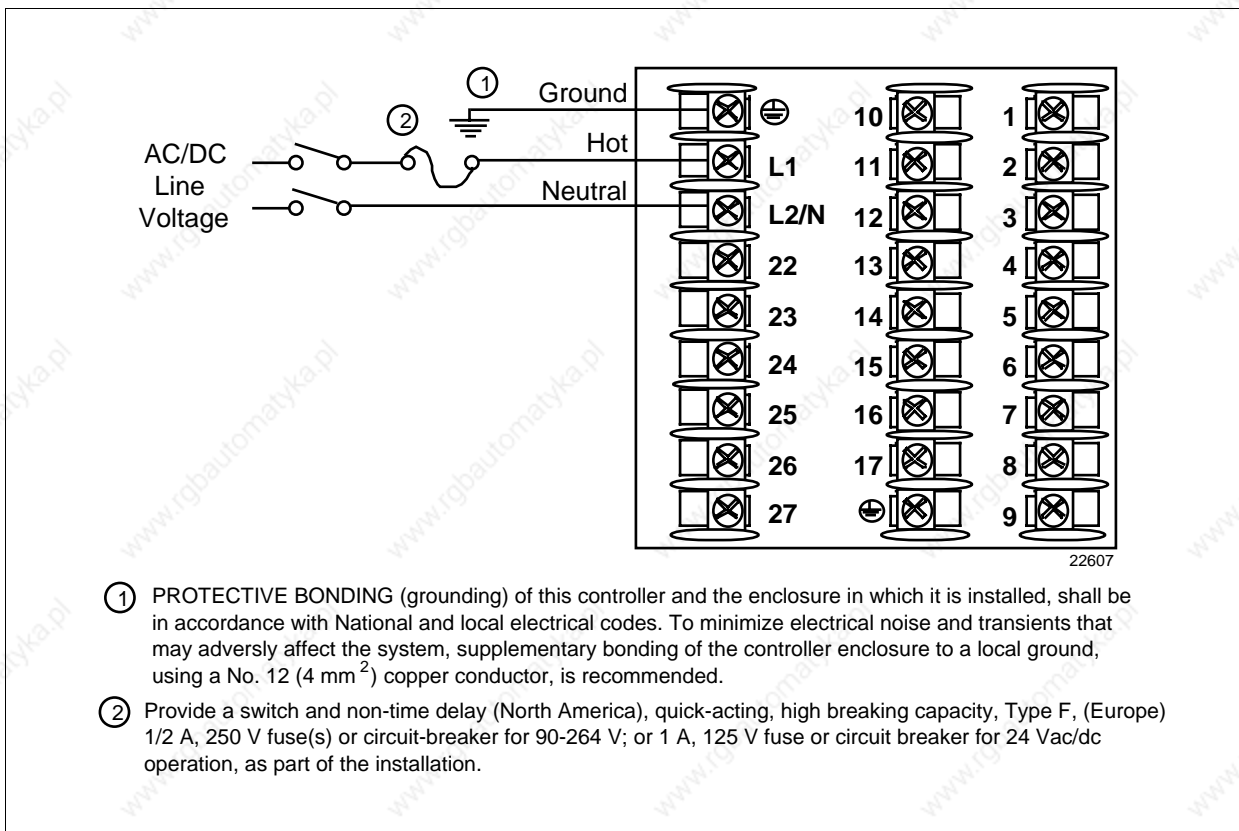 1
Ground
2
Hot
AC/DC
Line
Voltage
Neutral
L1
L2/N
22
23
24
25
26
27
10
11
12
13
14
15
16
17
1
2
3
4
5
6
7
8
9
22607
1 PROTECTIVE BONDING (grounding) of this controller and the enclosure in which it is installed, shall be
in accordance with National and local electrical codes. To minimize electrical noise and transients that
may adversly affect the system, supplementary bonding of the controller enclosure to a local ground,
using a No. 12 (4 mm 2) copper conductor, is recommended.
2 Provide a switch and non-time delay (North America), quick-acting, high breaking capacity, Type F, (Europe)
1/2 A, 250 V fuse(s) or circuit-breaker for 90-264 V; or 1 A, 125 V fuse or circuit breaker for 24 Vac/dc
operation, as part of the installation.
www.rgbautomatyka.pl